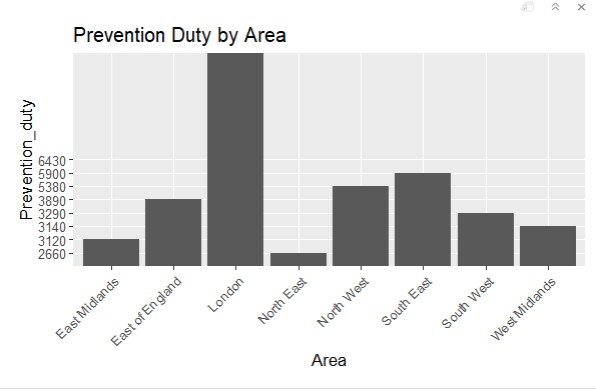 Prevention Duty by Area
Prevention_duty
6430
5900
5380
3890
3290
3140
3120
2660
East Midlands
East of England
London
North East
North West
South East
South West
West Midlands
Area